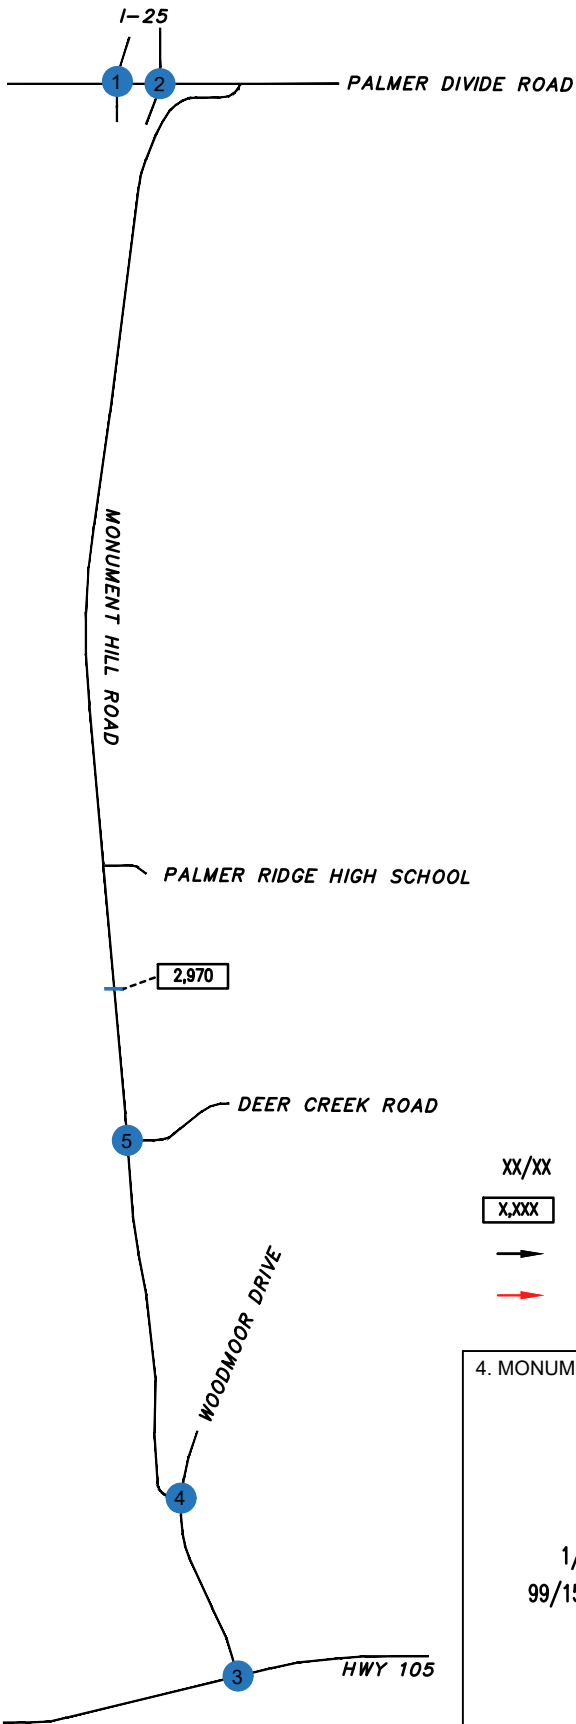 I-25
1
2
PALMER DIVIDE ROAD
MONUMENT HILL ROAD
PALMER RIDGE HIGH SCHOOL
2,970
DEER CREEK ROAD
5
XX/XX
X,XXX
WOODMOOR DRIVE
4. MONUM
4
1/
99/15
HWY 105
3